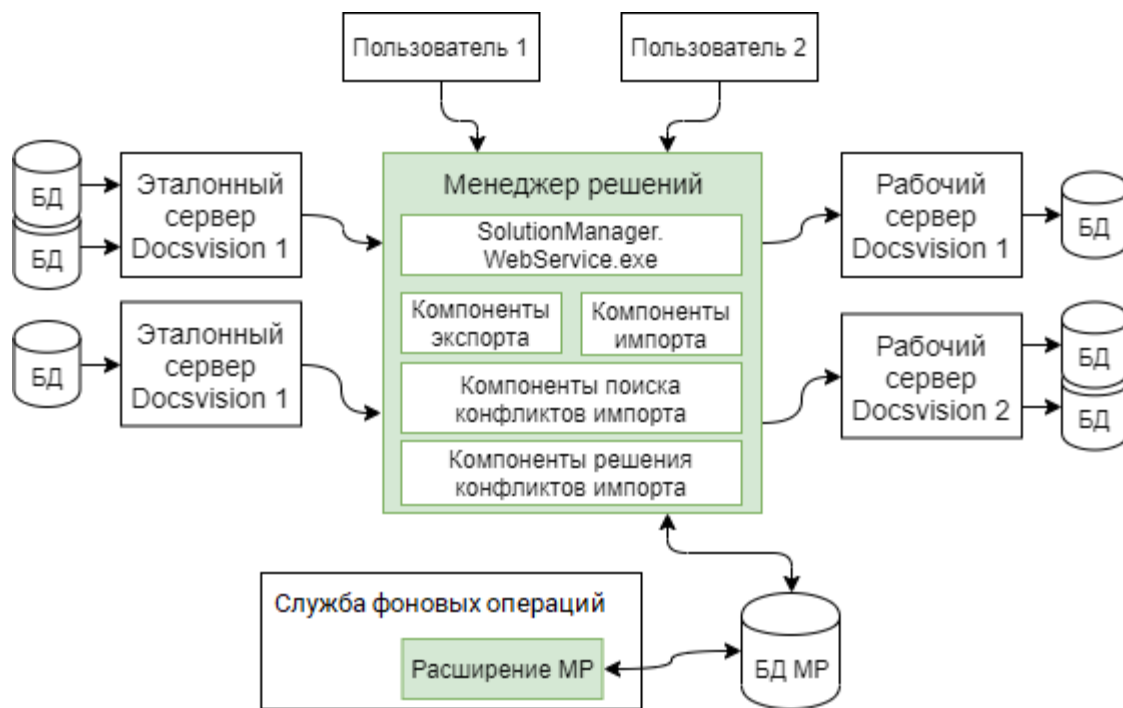 Пользователь 1
Пользователь 2
БД
БД
Эталонный
сервер
Docsvision 1
Менеджер решений
SolutionManager.
WebService.exe
Компоненты
экспорта
Компоненты
импорта
Компоненты поиска
конфликтов импорта
Компоненты решения
конфликтов импорта
Рабочий
сервер
Docsvision 1
БД
БД
Эталонный
сервер
Docsvision 1
Рабочий
сервер
Docsvision 2
БД
БД
Служба фоновых операций
Расширение МР
БД МР